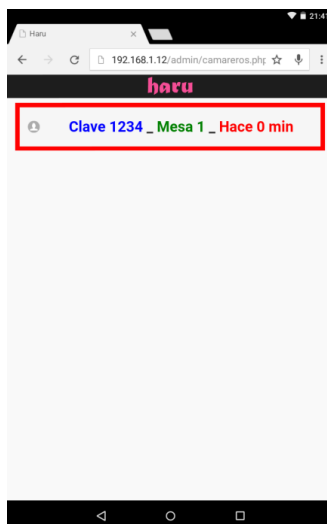 21:41
Haru
192.168.1.12/admin/camareros.php
haru
Clave 1234 _ Mesa 1 _ Hace 0 min